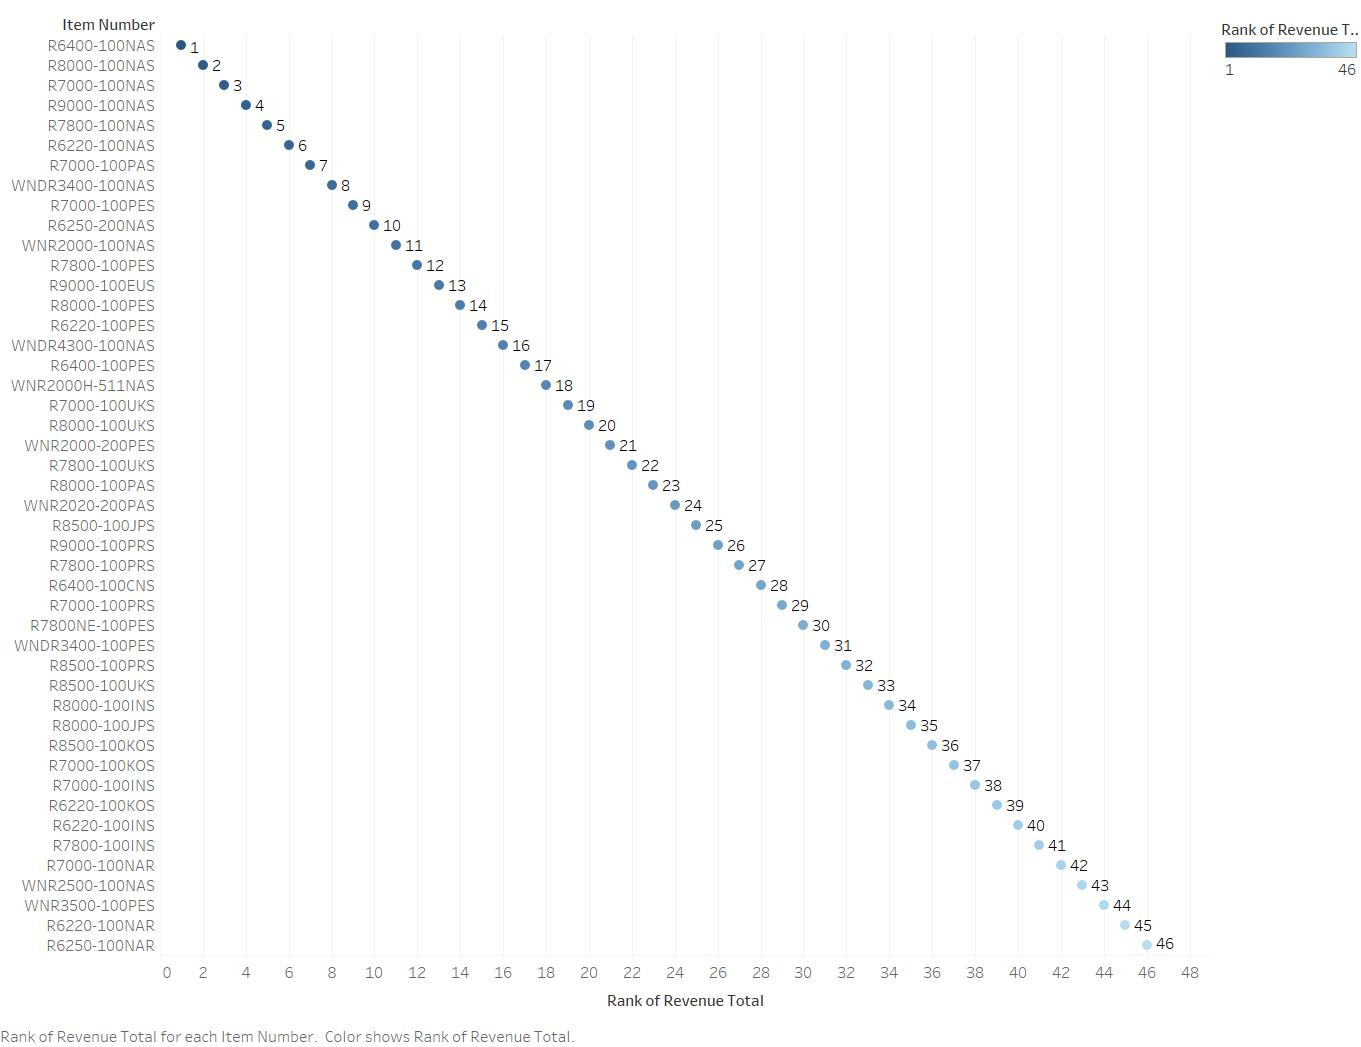 Item Number
Rank of Revenue T..
1 46
R6400-100NAS 1
R8000-100NAS 2
R7000-100NAS 3
R9000-100NAS 4
R7800-100NAS 5
R6220-100NAS 6
R7000-100PAS 7
WNDR3400-100NAS 8
R7000-100PES 9
R6250-200NAS 10
WNR2000-100NAS 11
R7800-100PES 12
R9000-100EUS 13
R8000-100PES 14
R6220-100PES 15
WNDR4300-100NAS 16
R6400-100PES 17
WNR2000H-511NAS 18
R7000-100UKS 19
R8000-100UKS 20
WNR2000-200PES 21
R7800-100UKS 22
R8000-100PAS 23
WNR2020-200PAS 24
R8500-100JPS 25
R9000-100PRS 26
R7800-100PRS 27
R6400-100CNS 28
R7000-100PRS 29
R7800NE-100PES 30
WNDR3400-100PES 31
R8500-100PRS 32
R8500-100UKS 33
R8000-100INS 34
R8000-100JPS 35
R8500-100KOS 36
R7000-100KOS 37
R7000-100INS 38
R6220-100KOS 39
R6220-100INS 40
R7800-100INS 41
R7000-100NAR 42
WNR2500-100NAS 43
WNR3500-100PES 44
R6220-100NAR 45
R6250-100NAR 46
0 2 4 6 8 10 12 14 16 18 20 22 24 26 28 30 32 34 36 38 40 42 44 46 48
Rank of Revenue Total
Rank of Revenue Total for each Item Number. Color shows Rank of Revenue Total.